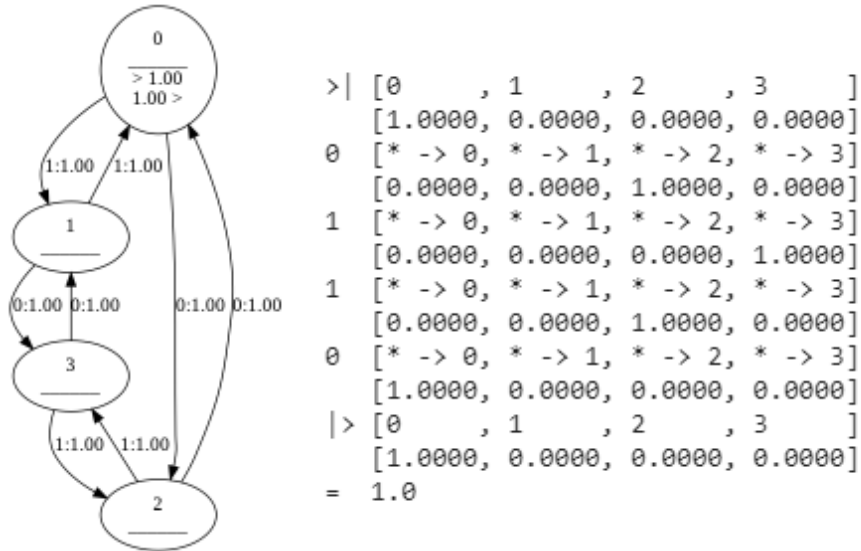 0
> 1.00
1.00 >
1:1.00 1:1.00
1
0:1.00 0:1.00 0:1.00 0:1.00
3
1:1.00 1:1.00
2
>| [0     , 1     , 2     , 3     ]
[1.0000, 0.0000, 0.0000, 0.0000]
0 [* -> 0, * -> 1, * -> 2, * -> 3]
[0.0000, 0.0000, 1.0000, 0.0000]
1 [* -> 0, * -> 1, * -> 2, * -> 3]
[0.0000, 0.0000, 0.0000, 1.0000]
1 [* -> 0, * -> 1, * -> 2, * -> 3]
[0.0000, 0.0000, 1.0000, 0.0000]
0 [* -> 0, * -> 1, * -> 2, * -> 3]
[1.0000, 0.0000, 0.0000, 0.0000]
|> [0     , 1     , 2     , 3     ]
[1.0000, 0.0000, 0.0000, 0.0000]
= 1.0